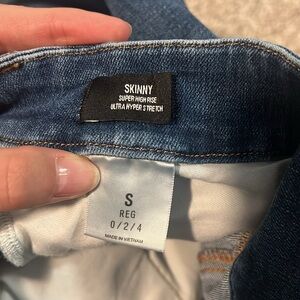 SKINNY
SUPER HIGH RISE
ULTRA HYPER STRETCH
S
REG
0/2/4
MADE IN VIETNAM